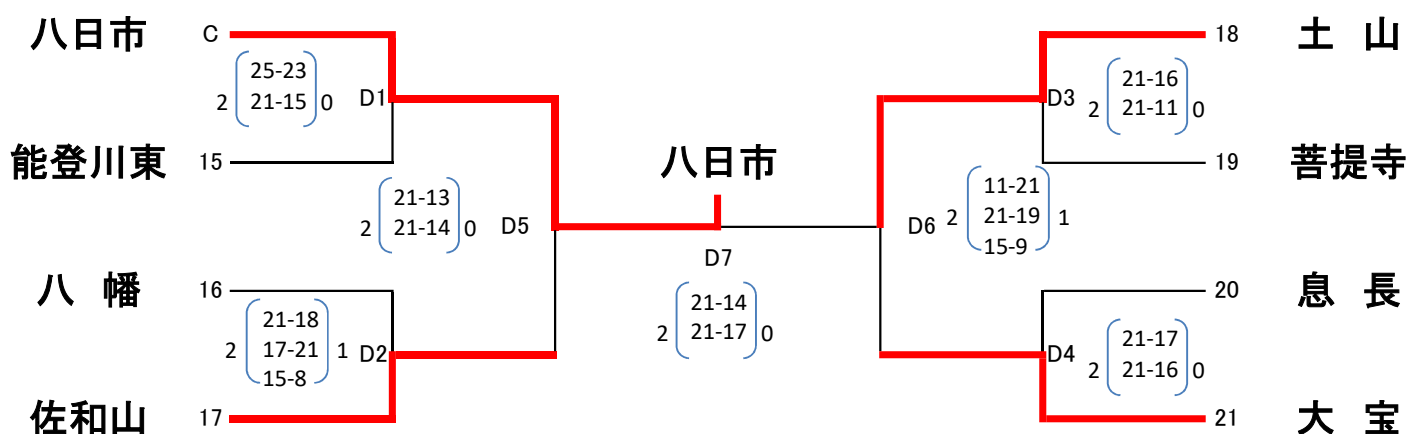 八日市 C
25-23
2 21-15 0 D1
能登川東 15
21-13
2 21-14 0 D5
八 幡 16
21-18
2 17-21 1 D2
15-8
佐和山 17
八日市
D7
21-14
2 21-17 0
18 土 山
D3 21-16
2 21-11 0
19 菩提寺
11-21
D6 2 21-19 1
15-9
20 息 長
D4 21-17
2 21-16 0
21 大 宝